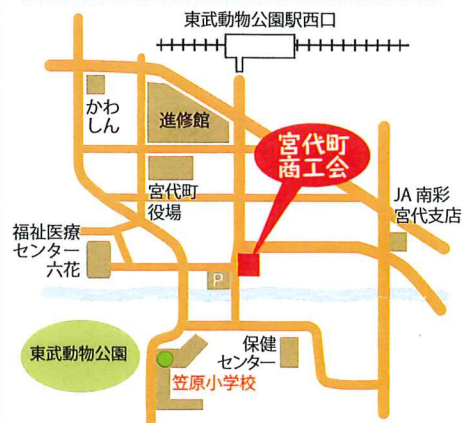 東武動物公園駅西口
かわ
しん
進修館
宮代町
商工会
宮代町
役場
JA 南彩
宮代支店
福祉医療
センター
六花
P
東武動物公園
保健
センター
笠原小学校